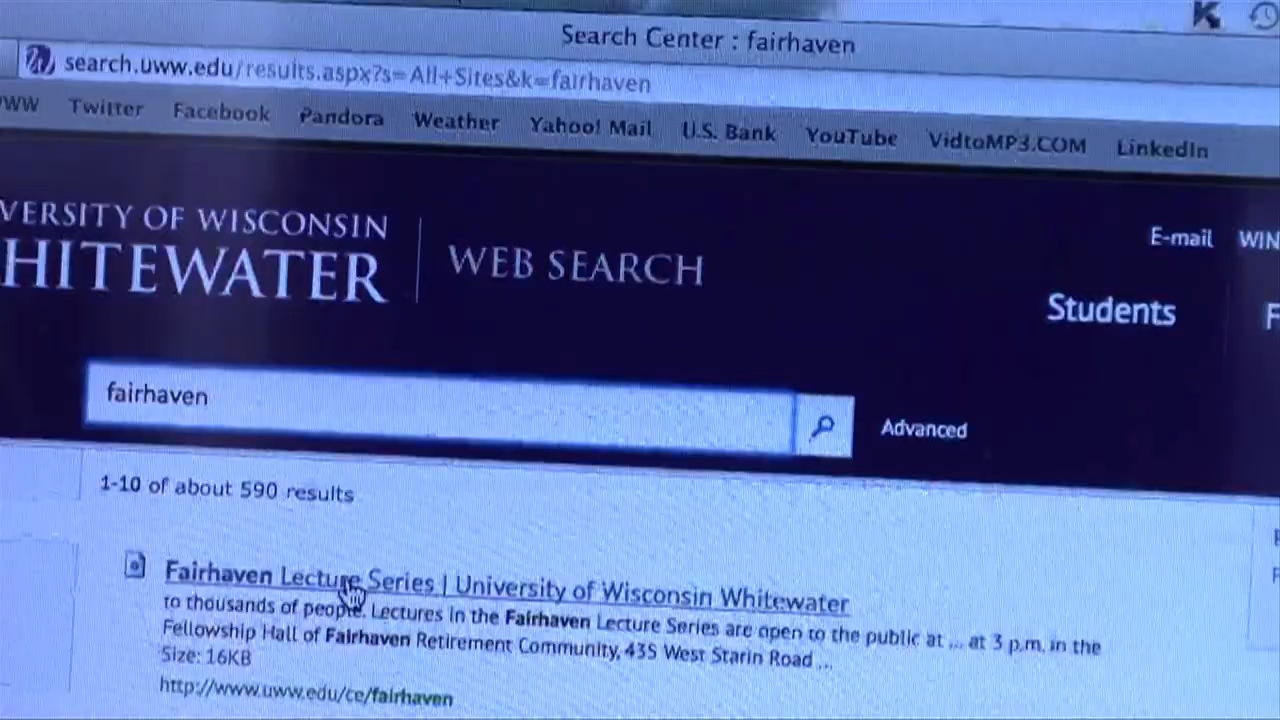 Search Center : fairhaven
search.uww.edu/results.aspx?s=All+Sites&k=fairhaven
WW Twitter Facebook Pandora Weather Yahoo! Mail U.S. Bank YouTube VidtoMP3.COM LinkedIn
VERSITY OF WISCONSIN
HITEWATER
WEB SEARCH
E-mail WIN
Students F
fairhaven
Advanced
1-10 of about 590 results
Fairhaven Lecture Series | University of Wisconsin Whitewater
to thousands of people. Lectures in the Fairhaven Lecture Series are open to the public at ... at 3 p.m. in the
Fellowship Hall of Fairhaven Retirement Community, 435 West Starin Road ...
Size: 16KB
http://www.uww.edu/ce/fairhaven